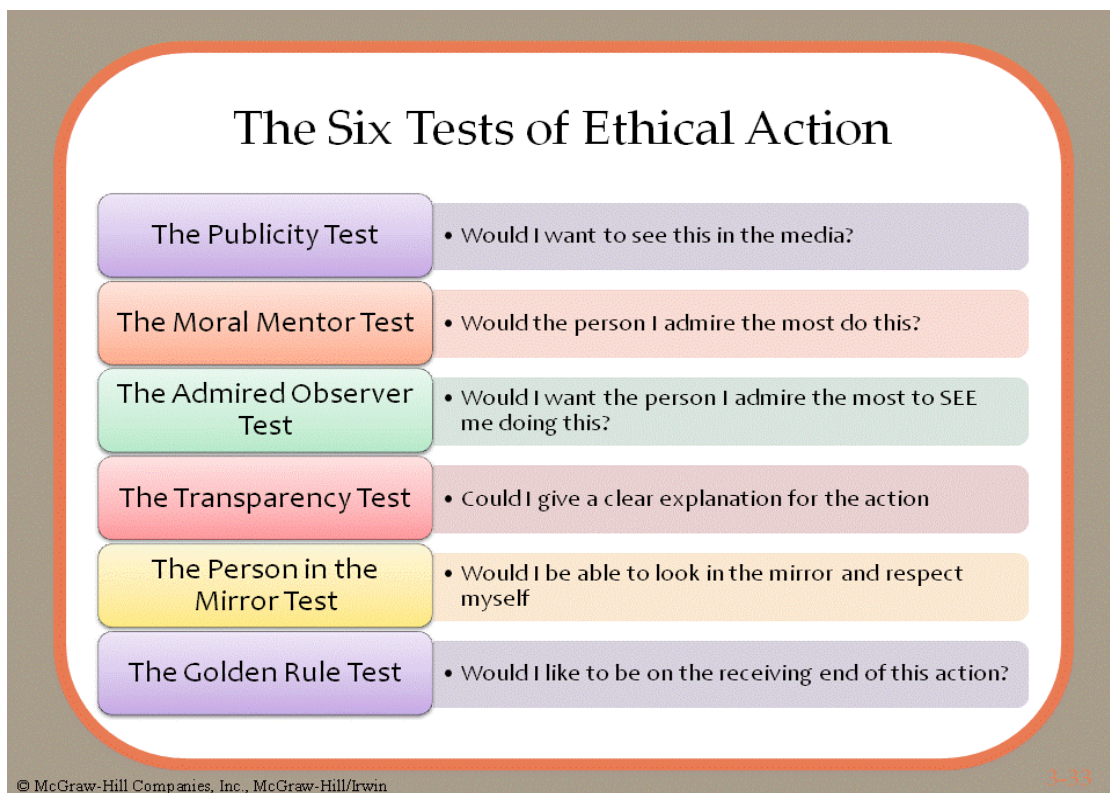 The Six Tests of Ethical Action
The Publicity Test
• Would I want to see this in the media?
The Moral Mentor Test
• Would the person I admire the most do this?
The Admired Observer
Test
• Would I want the person I admire the most to SEE
me doing this?
The Transparency Test
• Could I give a clear explanation for the action
The Person in the
Mirror Test
• Would I be able to look in the mirror and respect
myself
The Golden Rule Test
• Would I like to be on the receiving end of this action?
© McGraw-Hill Companies, Inc., McGraw-Hill/Irwin
3-33